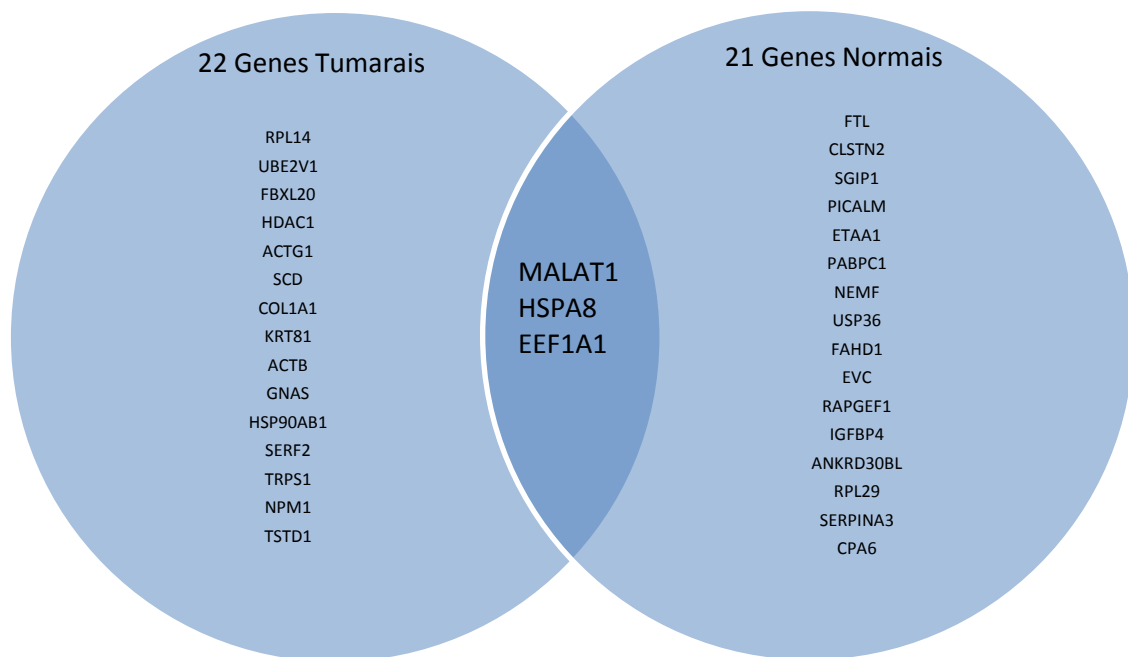 22 Genes Tumarais
RPL14
UBE2V1
FBXL20
HDAC1
ACTG1
SCD
COL1A1
KRT81
ACTB
GNAS
HSP90AB1
SERF2
TRPS1
NPM1
TSTD1
MALAT1
HSPA8
EEF1A1
21 Genes Normais
FTL
CLSTN2
SGIP1
PICALM
ETAA1
PABPC1
NEMF
USP36
FAHD1
EVC
RAPGEF1
IGFBP4
ANKRD30BL
RPL29
SERPINA3
CPA6